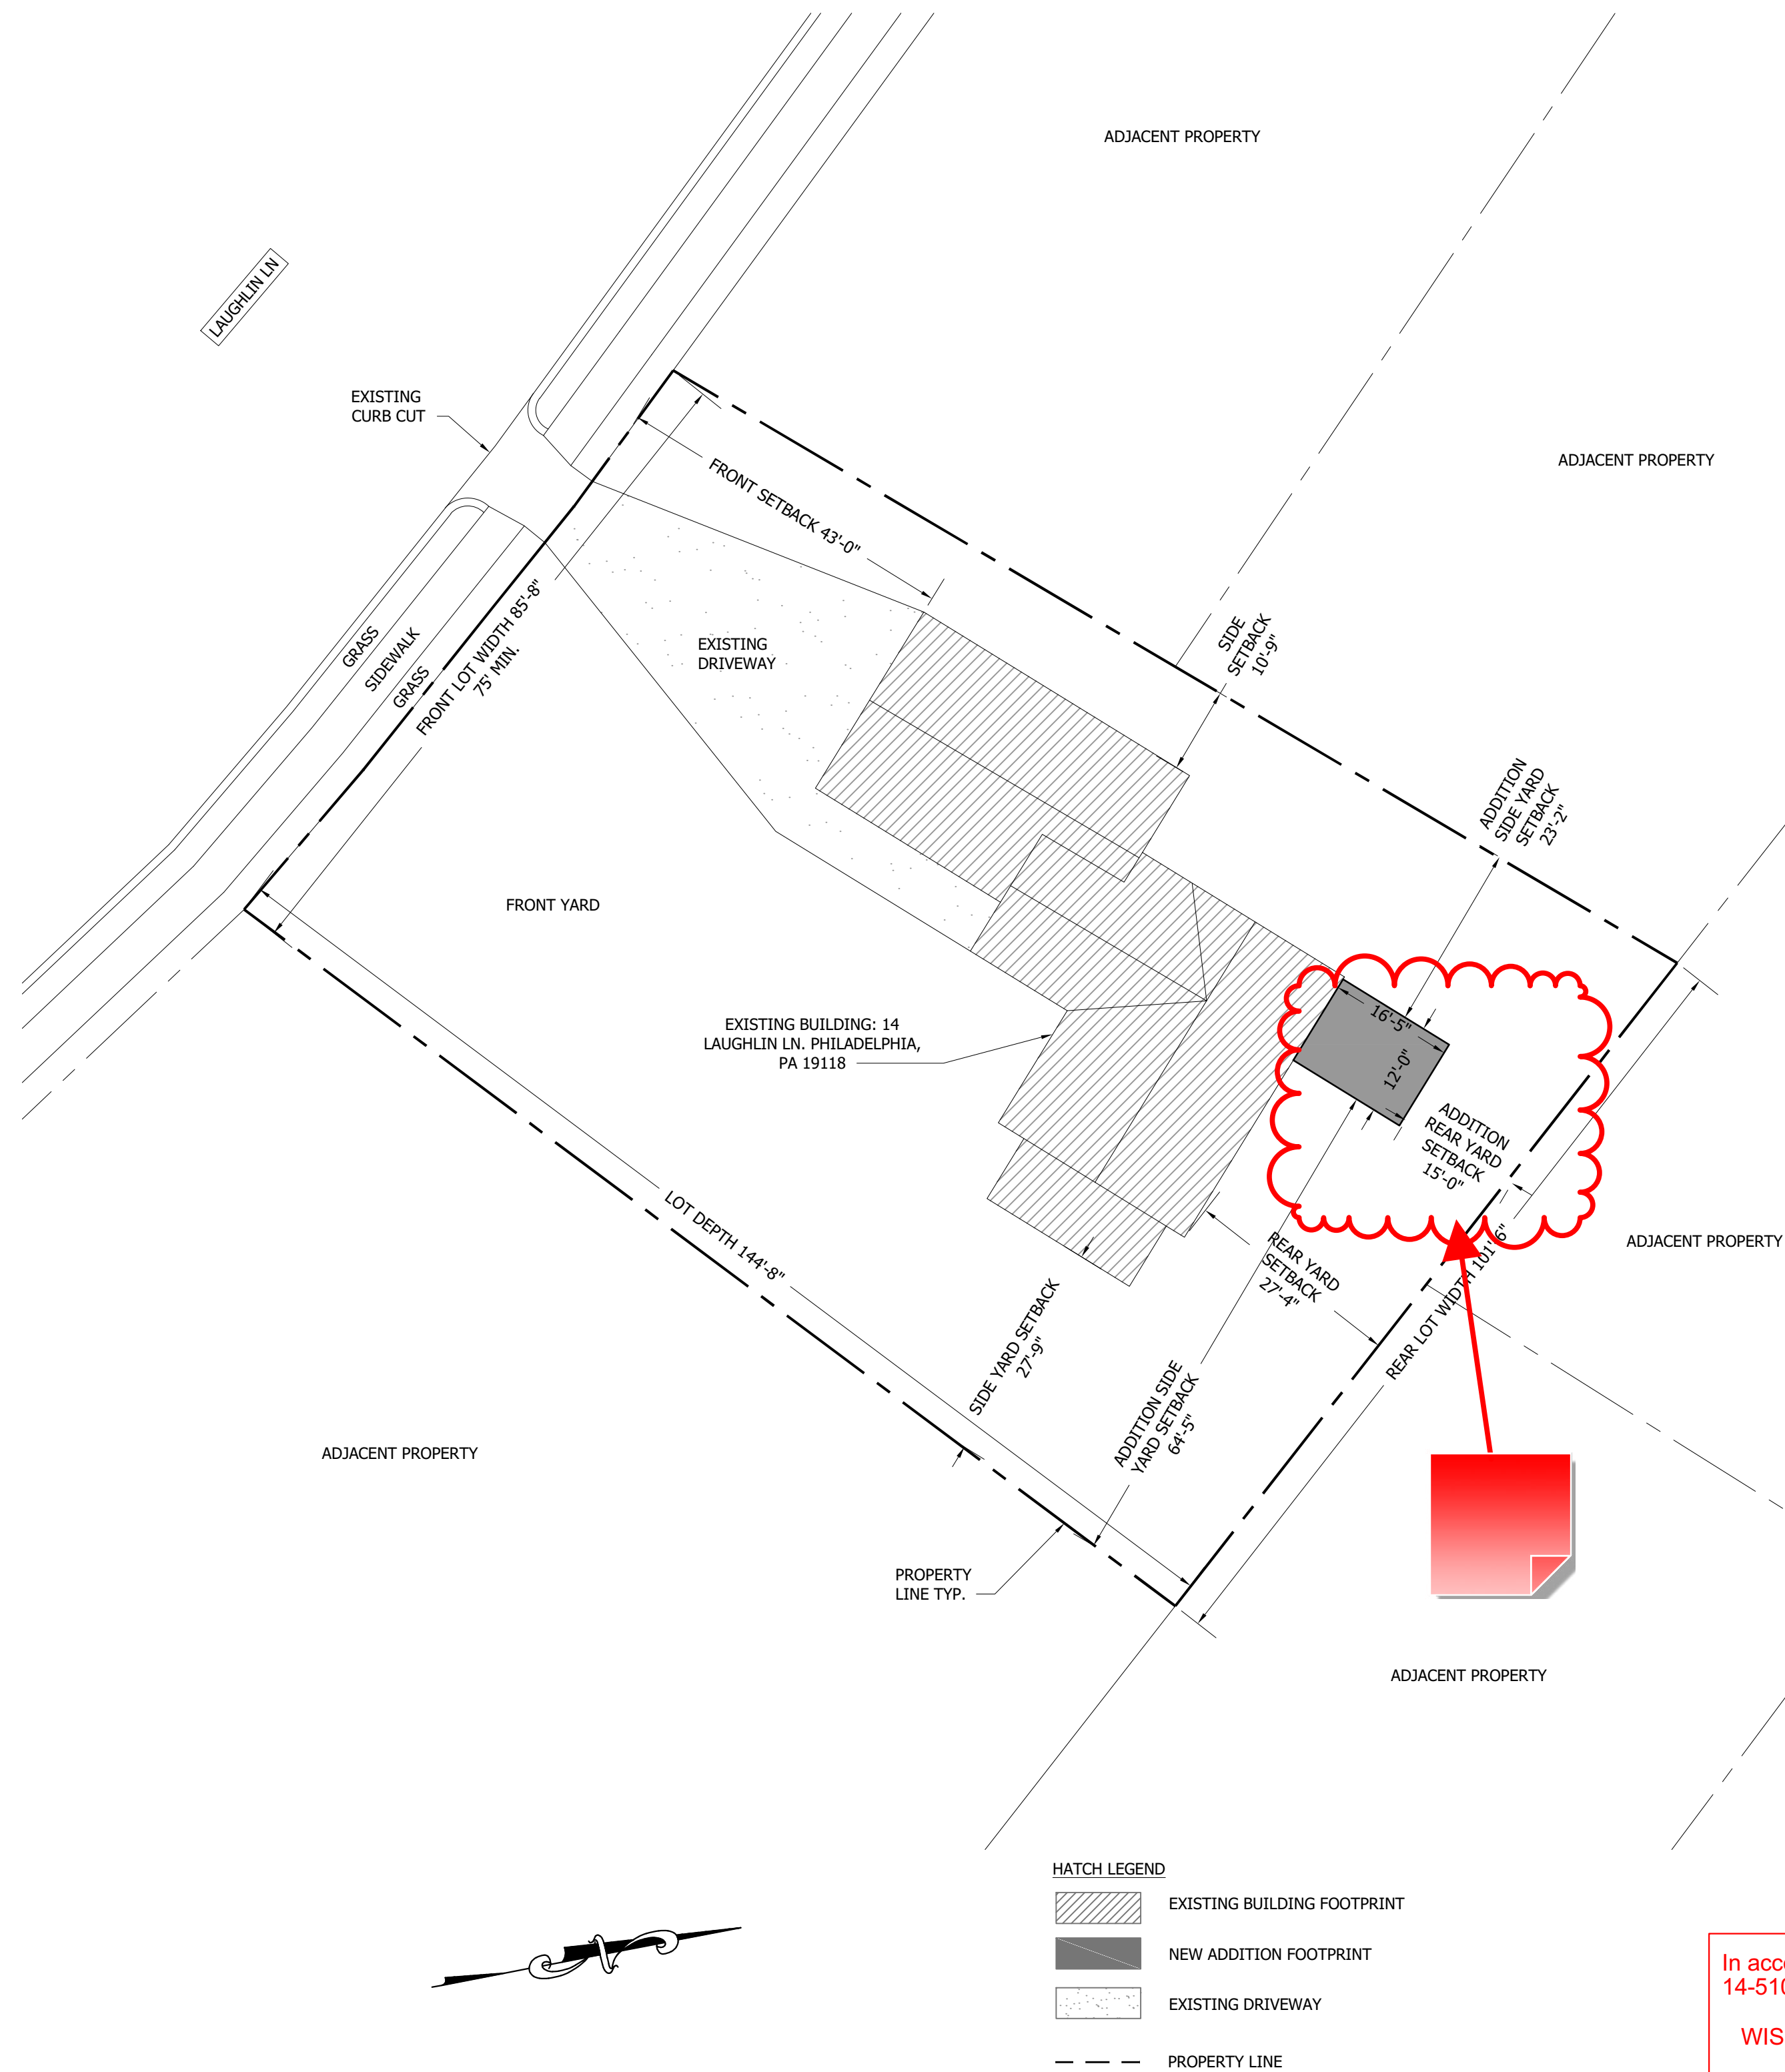 ADJACENT PROPERTY
LAUGHLIN LN
EXISTING
CURB CUT
ADJACENT PROPERTY
FRONT SETBACK 43'-0"
FRONT LOT WIDTH 85'-8"
75' MIN.
GRASS
SIDEWALK
GRASS
EXISTING
DRIVEWAY
SIDE
SETBACK
10'-9"
ADDITION
SIDE YARD
SETBACK
23'-2"
FRONT YARD
EXISTING BUILDING: 14
LAUGHLIN LN. PHILADELPHIA,
PA 19118
16'-5"
12'-0"
ADDITION
REAR YARD
SETBACK
15'-0"
LOT DEPTH 144'-8"
REAR YARD
SETBACK
27'-4"
ADJACENT PROPERTY
REAR LOT WIDTH 101'-6"
SIDE YARD SETBACK
27'-9"
ADDITION SIDE
YARD SETBACK
64'-5"
ADJACENT PROPERTY
PROPERTY
LINE TYP.
ADJACENT PROPERTY
N
HATCH LEGEND
EXISTING BUILDING FOOTPRINT
NEW ADDITION FOOTPRINT
EXISTING DRIVEWAY
PROPERTY LINE
In
14-510